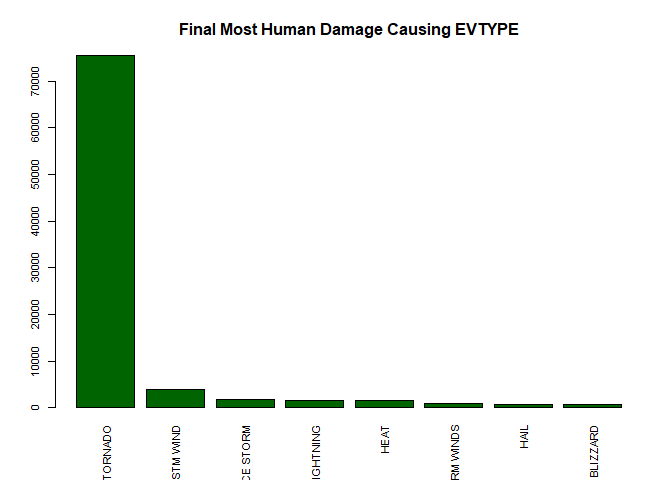 Final Most Human Damage Causing EVTYPE
70000
60000
50000
40000
30000
20000
10000
0
TORNADO
STM WIND
CE STORM
IGHTNING
HEAT
RM WINDS
HAIL
BLIZZARD